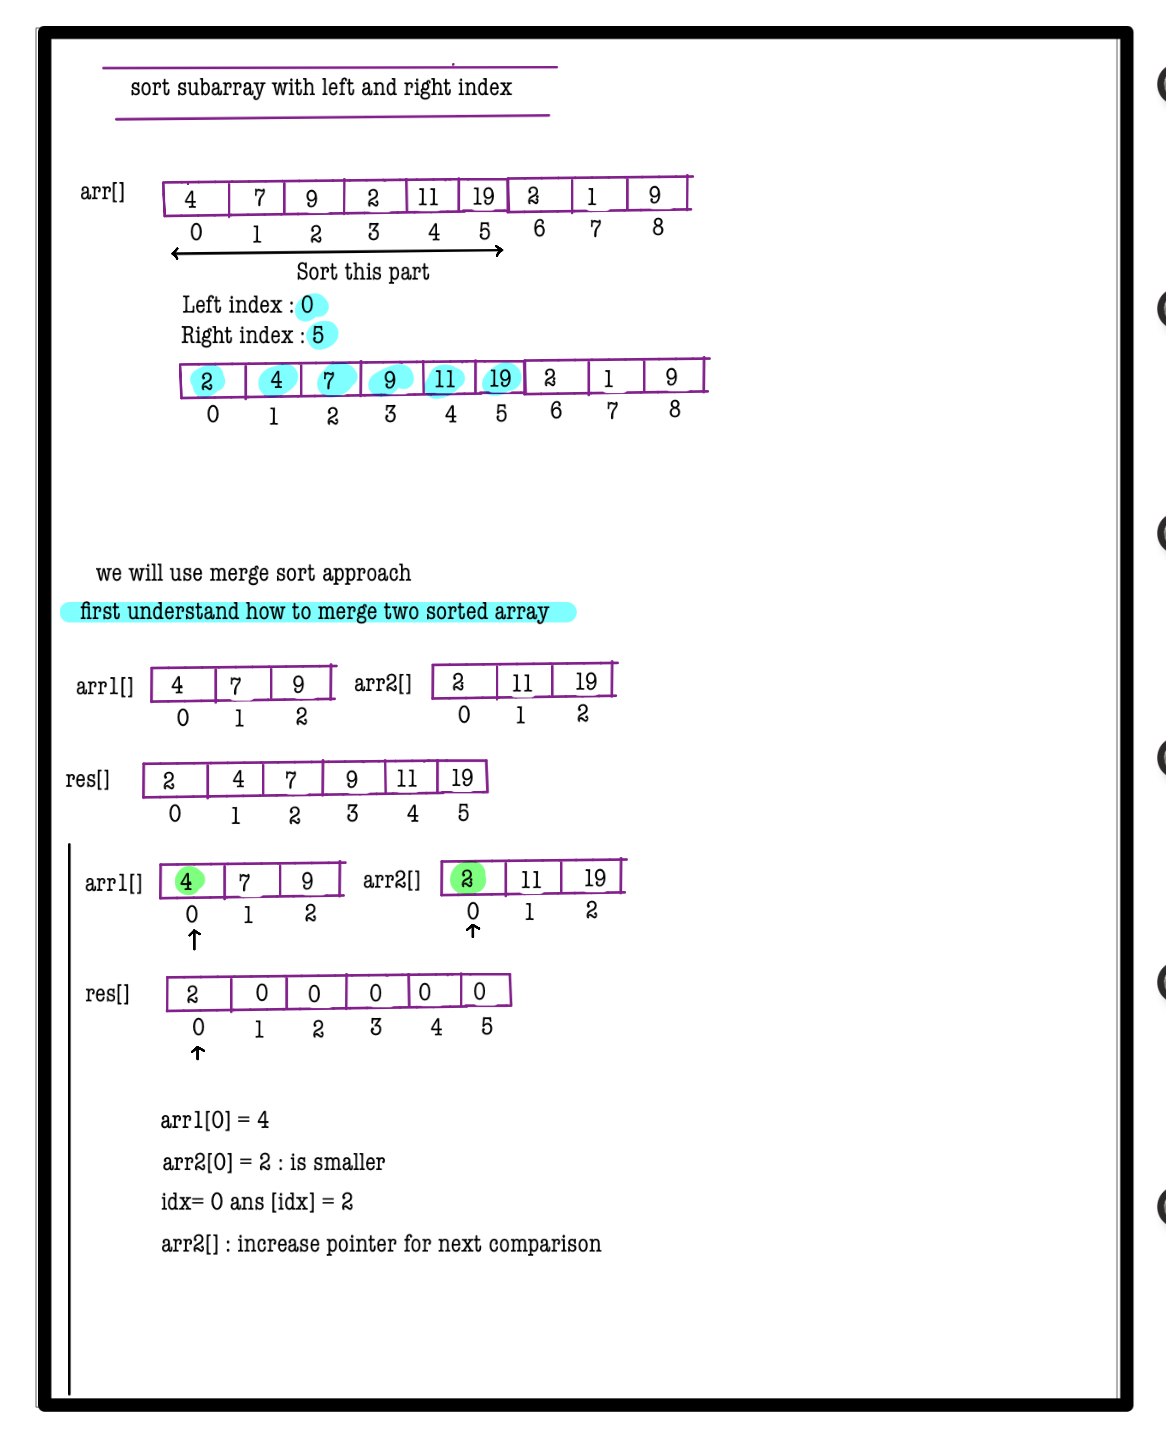 sort subarray with left and right index
arr[] 4 7 9 2 11 19 2 1 9
0 1 2 3 4 5 6 7 8
Sort this part
Left index : 0
Right index : 5
2 4 7 9 11 19 2 1 9
0 1 2 3 4 5 6 7 8
we will use merge sort approach
first understand how to merge two sorted array
arr1[] 4 7 9 arr2[] 2 11 19
0 1 2 0 1 2
res[] 2 4 7 9 11 19
0 1 2 3 4 5
arr1[] 4 7 9 arr2[] 2 11 19
0 1 2 0 1 2
res[] 2 0 0 0 0 0
0 1 2 3 4 5
arr1[0] = 4
arr2[0] = 2 : is smaller
idx= 0 ans [idx] = 2
arr2[] : increase pointer for next comparison